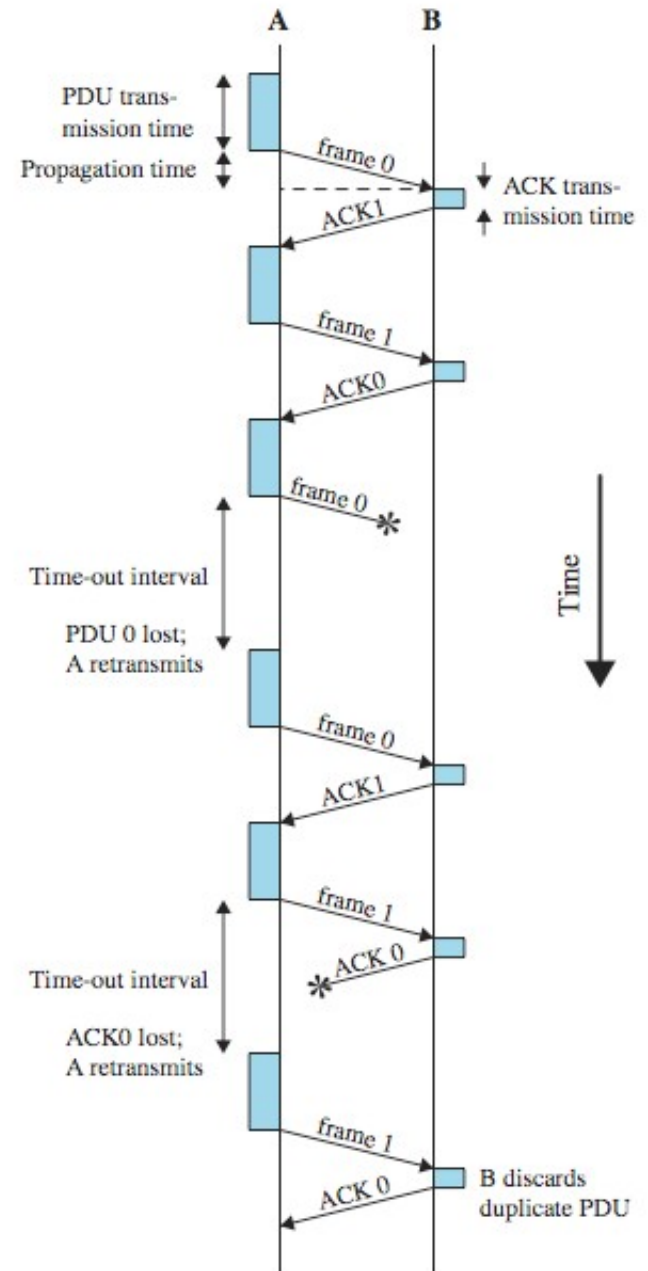 A
B
PDU trans-
mission time
frame 0
Propagation time
ACK trans-
mission time
ACK1
frame 1
ACK0
frame 0
Time-out interval
Time
PDU 0 lost;
A retransmits
frame 0
ACK1
frame 1
ACK 0
Time-out interval
ACK0 lost;
A retransmits
frame 1
B discards
duplicate PDU
ACK 0